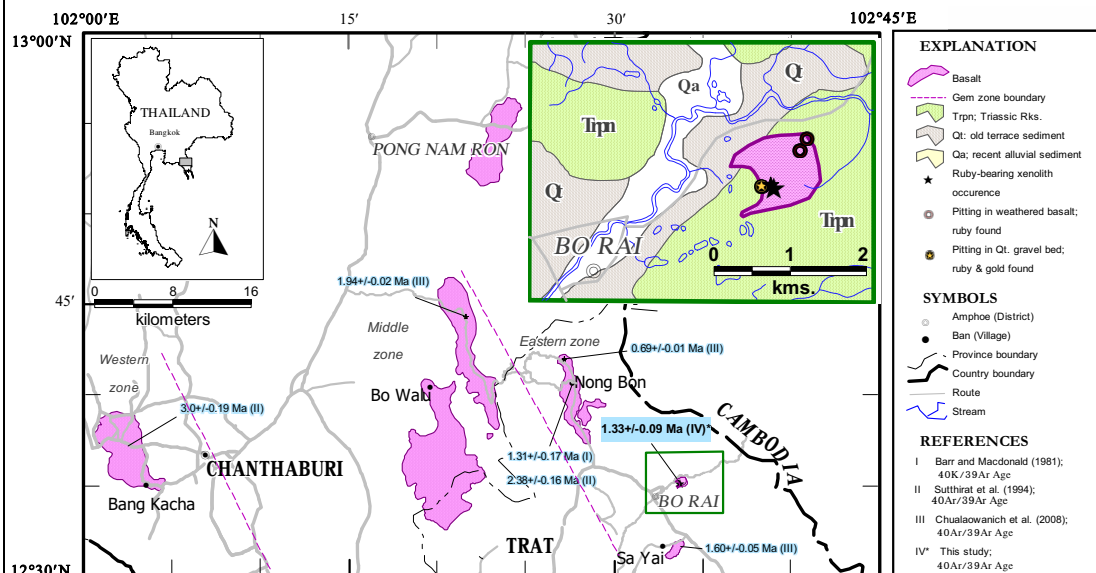 102°00'E
15'
30'
102°45'E
13°00'N
THAILAND
Bangkok
N
0
8
16
kilometers
45'
PONG NAM RON
Trpn
Qa
Qt
Qt
Trpn
BO RAI
0
1
2
kms.
1.94+/-0.02 Ma (III)
Middle
zone
Eastern zone
0.69+/-0.01 Ma (III)
Western
zone
Bo Walu
Nong Bon
3.0+/-0.19 Ma (II)
CAMBODIA
1.33+/-0.09 Ma (IV)*
CHANTHABURI
1.31+/-0.17 Ma (I)
2.38+/-0.16 Ma (II)
Bang Kacha
BO RAI
TRAT
Sa Yai
1.60+/-0.05 Ma (III)
12°30'N
EXPLANATION
Basalt
Gem zone boundary
Trpn; Triassic Rks.
Qt: old terrace sediment
Qa; recent alluvial sediment
Ruby-bearing xenolith
occurence
Pitting in weathered basalt;
ruby found
Pitting in Qt. gravel bed;
ruby & gold found
SYMBOLS
Amphoe (District)
Ban (Village)
Province boundary
Country boundary
Route
Stream
REFERENCES
I Barr and Macdonald (1981);
40K/39Ar Age
II Sutthirat et al. (1994);
40Ar/39Ar Age
III Chualaowanich et al. (2008);
40Ar/39Ar Age
IV* This study;
40Ar/39Ar Age